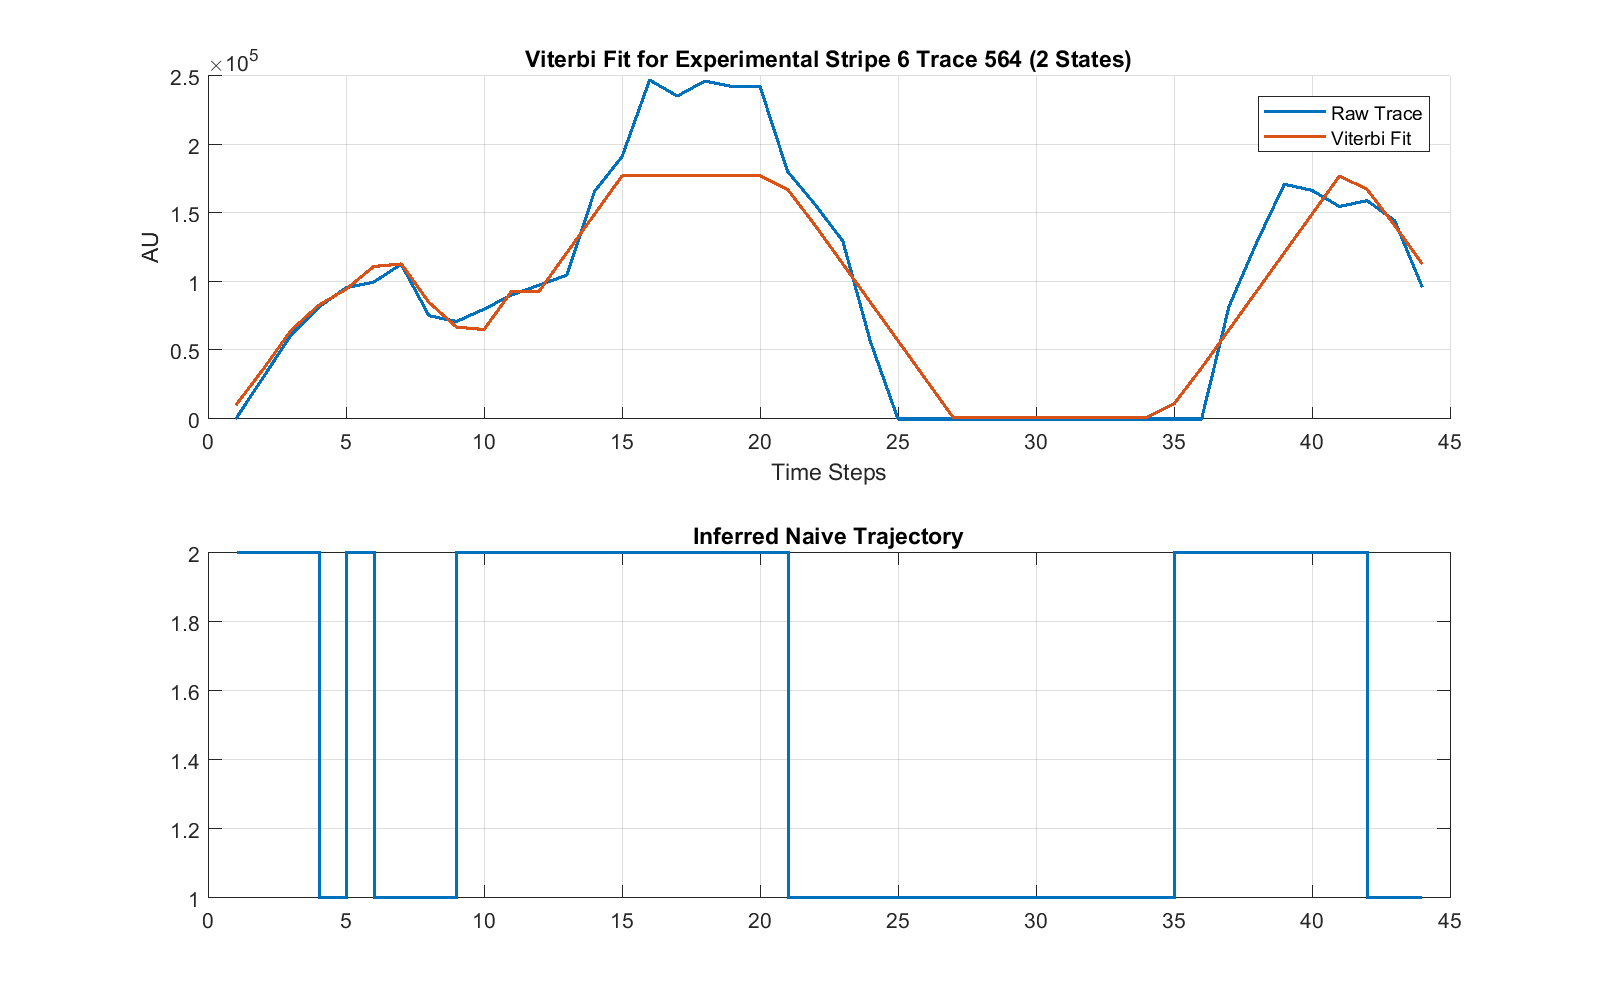 Viterbi Fit for Experimental Stripe 6 Trace 564 (2 States)
×10^5
2.5
2
1.5
1
0.5
0
AU
Raw Trace
Viterbi Fit
0 5 10 15 20 25 30 35 40 45
Time Steps
Inferred Naive Trajectory
2
1.8
1.6
1.4
1.2
1
0 5 10 15 20 25 30 35 40 45